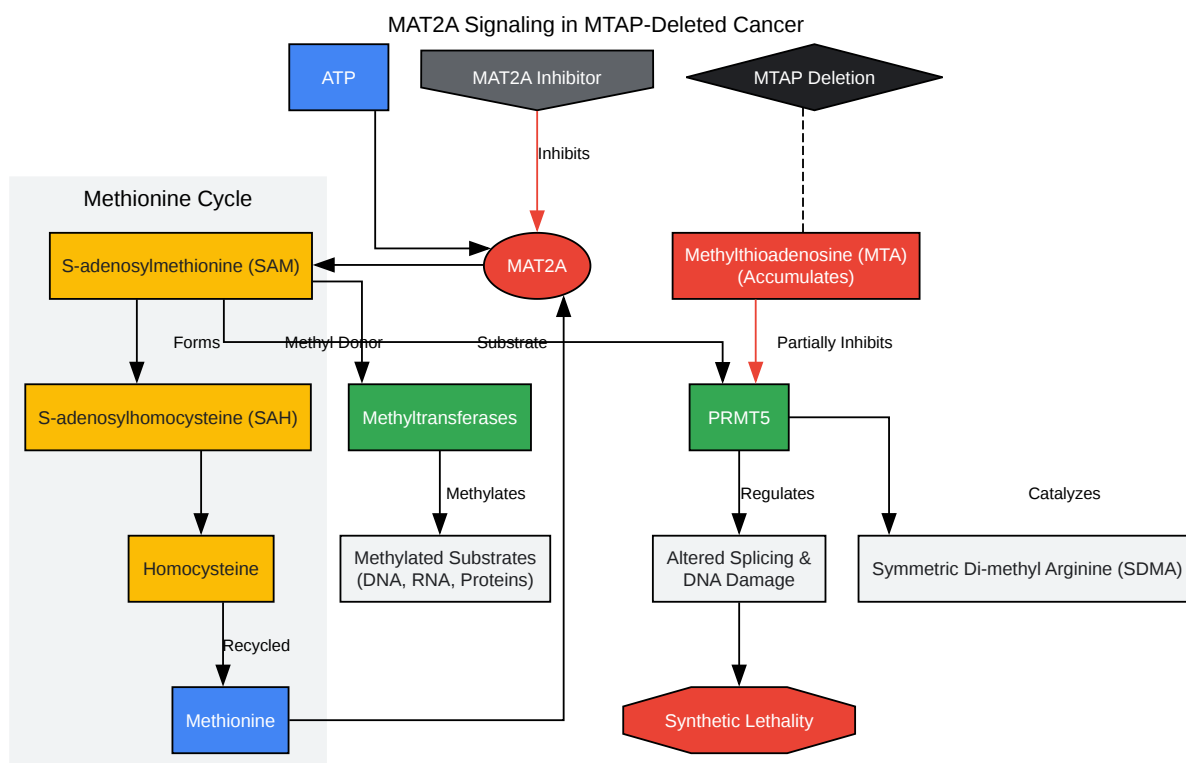 MAT2A Signaling in MTAP-Deleted Cancer
ATP
MAT2A Inhibitor
MTAP Deletion
Inhibits
Methionine Cycle
S-adenosylmethionine (SAM)
MAT2A
Methylthioadenosine (MTA)
(Accumulates)
Forms
Methyl Donor
Substrate
Partially Inhibits
S-adenosylhomocysteine (SAH)
Methyltransferases
PRMT5
Methylates
Regulates
Catalyzes
Homocysteine
Methylated Substrates
(DNA, RNA, Proteins)
Altered Splicing &
DNA Damage
Symmetric Di-methyl Arginine (SDMA)
Recycled
Methionine
Synthetic Lethality